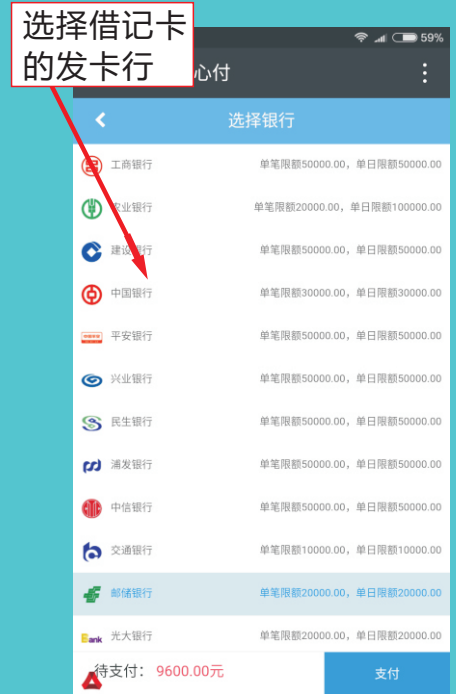 选择借记卡
的发卡行
59%
心付
选择银行
工商银行 单笔限额50000.00，单日限额50000.00
农业银行 单笔限额20000.00，单日限额100000.00
建设银行 单笔限额50000.00，单日限额50000.00
中国银行 单笔限额30000.00，单日限额30000.00
平安银行 单笔限额50000.00，单日限额50000.00
兴业银行 单笔限额50000.00，单日限额50000.00
民生银行 单笔限额50000.00，单日限额50000.00
浦发银行 单笔限额50000.00，单日限额50000.00
中信银行 单笔限额50000.00，单日限额50000.00
交通银行 单笔限额10000.00，单日限额10000.00
邮储银行 单笔限额20000.00，单日限额20000.00
Bank 光大银行 单笔限额20000.00，单日限额20000.00
待支付： 9600.00元 支付